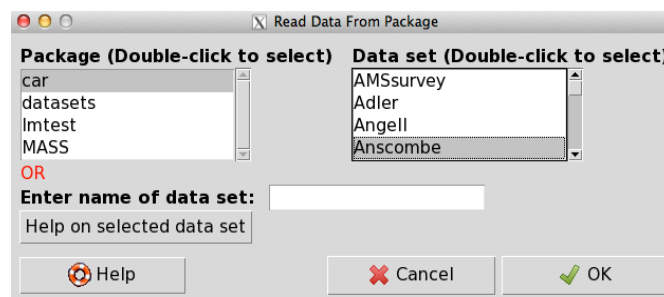 Read Data From Package
Package (Double-click to select) Data set (Double-click to select)
car AMSsurvey
datasets Adler
lmtest Angell
MASS Anscombe
OR
Enter name of data set:
Help on selected data set
Help Cancel OK